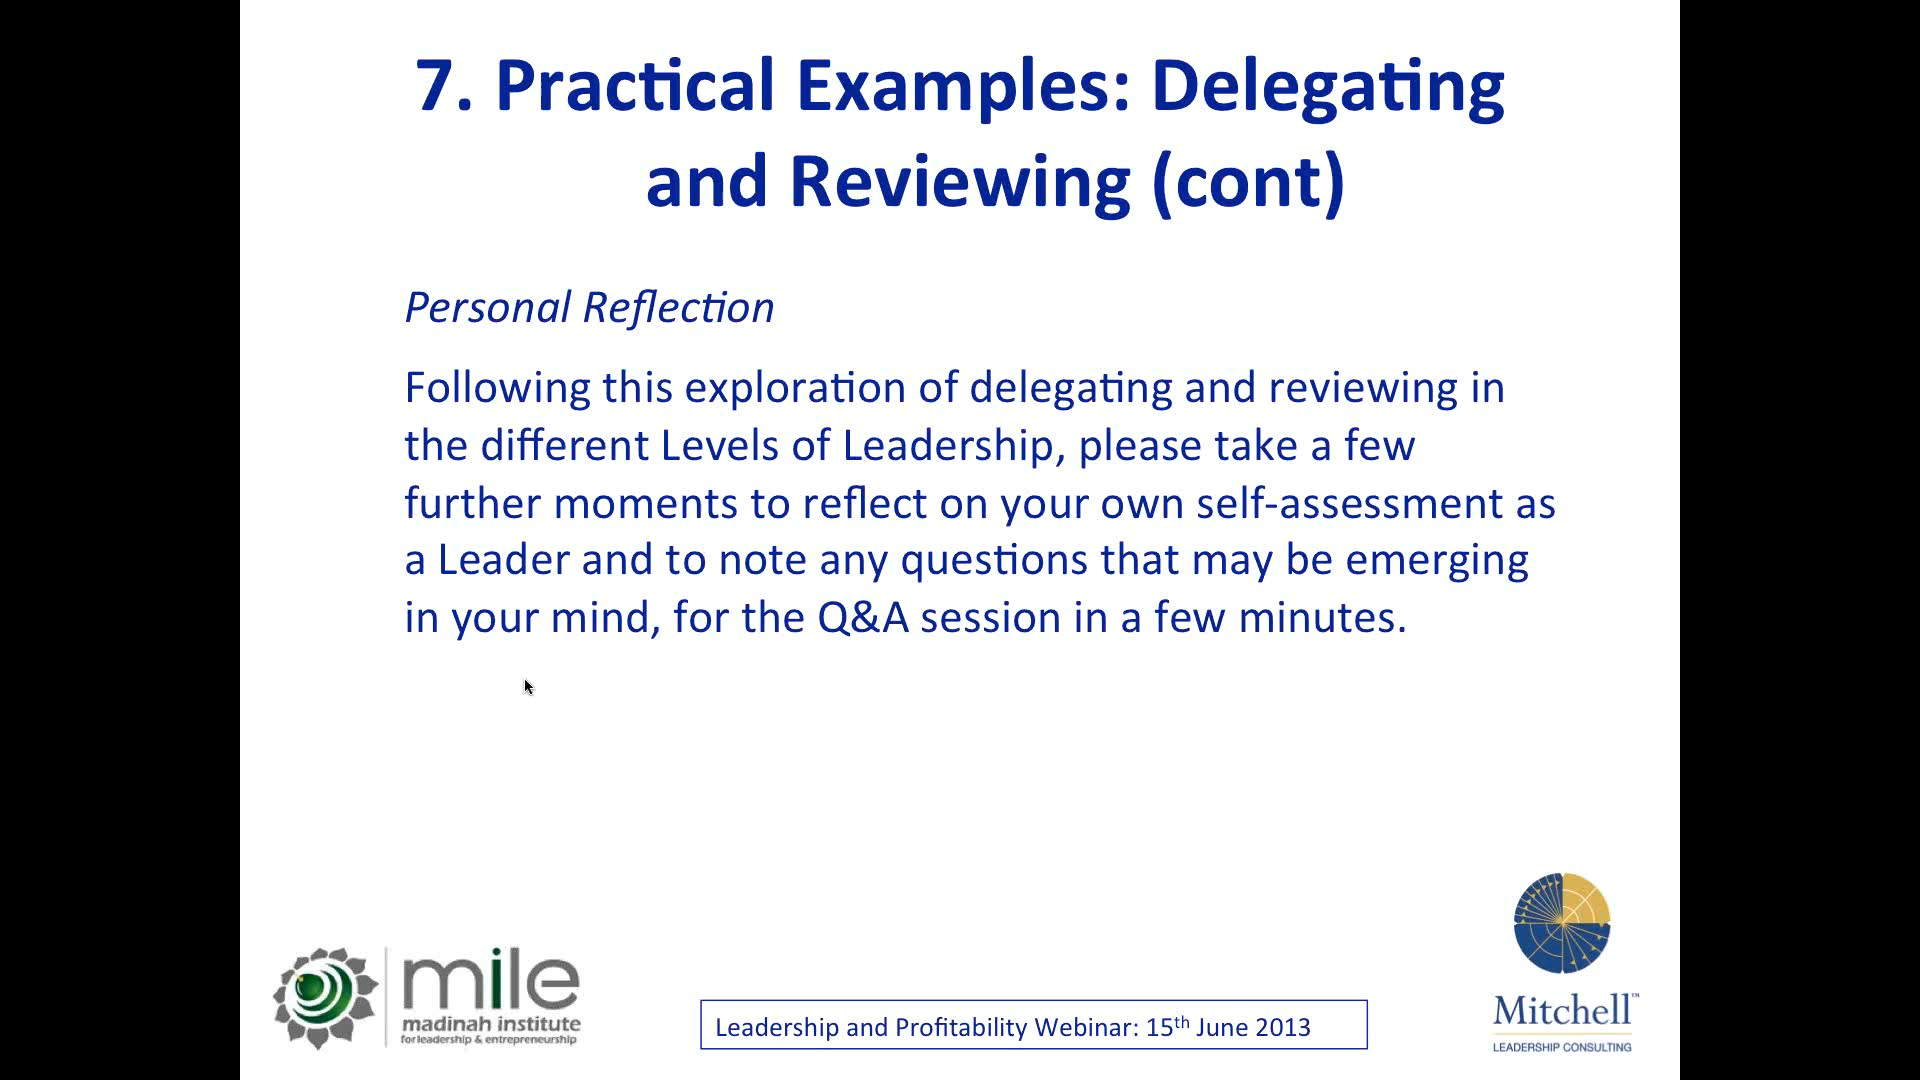 7. Practical Examples: Delegating
and Reviewing (cont)
Personal Reflection
Following this exploration of delegating and reviewing in
the different Levels of Leadership, please take a few
further moments to reflect on your own self-assessment as
a Leader and to note any questions that may be emerging
in your mind, for the Q&A session in a few minutes.
mile
madinah institute
for leadership & entrepreneurship
Leadership and Profitability Webinar: 15th June 2013
Mitchell™
LEADERSHIP CONSULTING